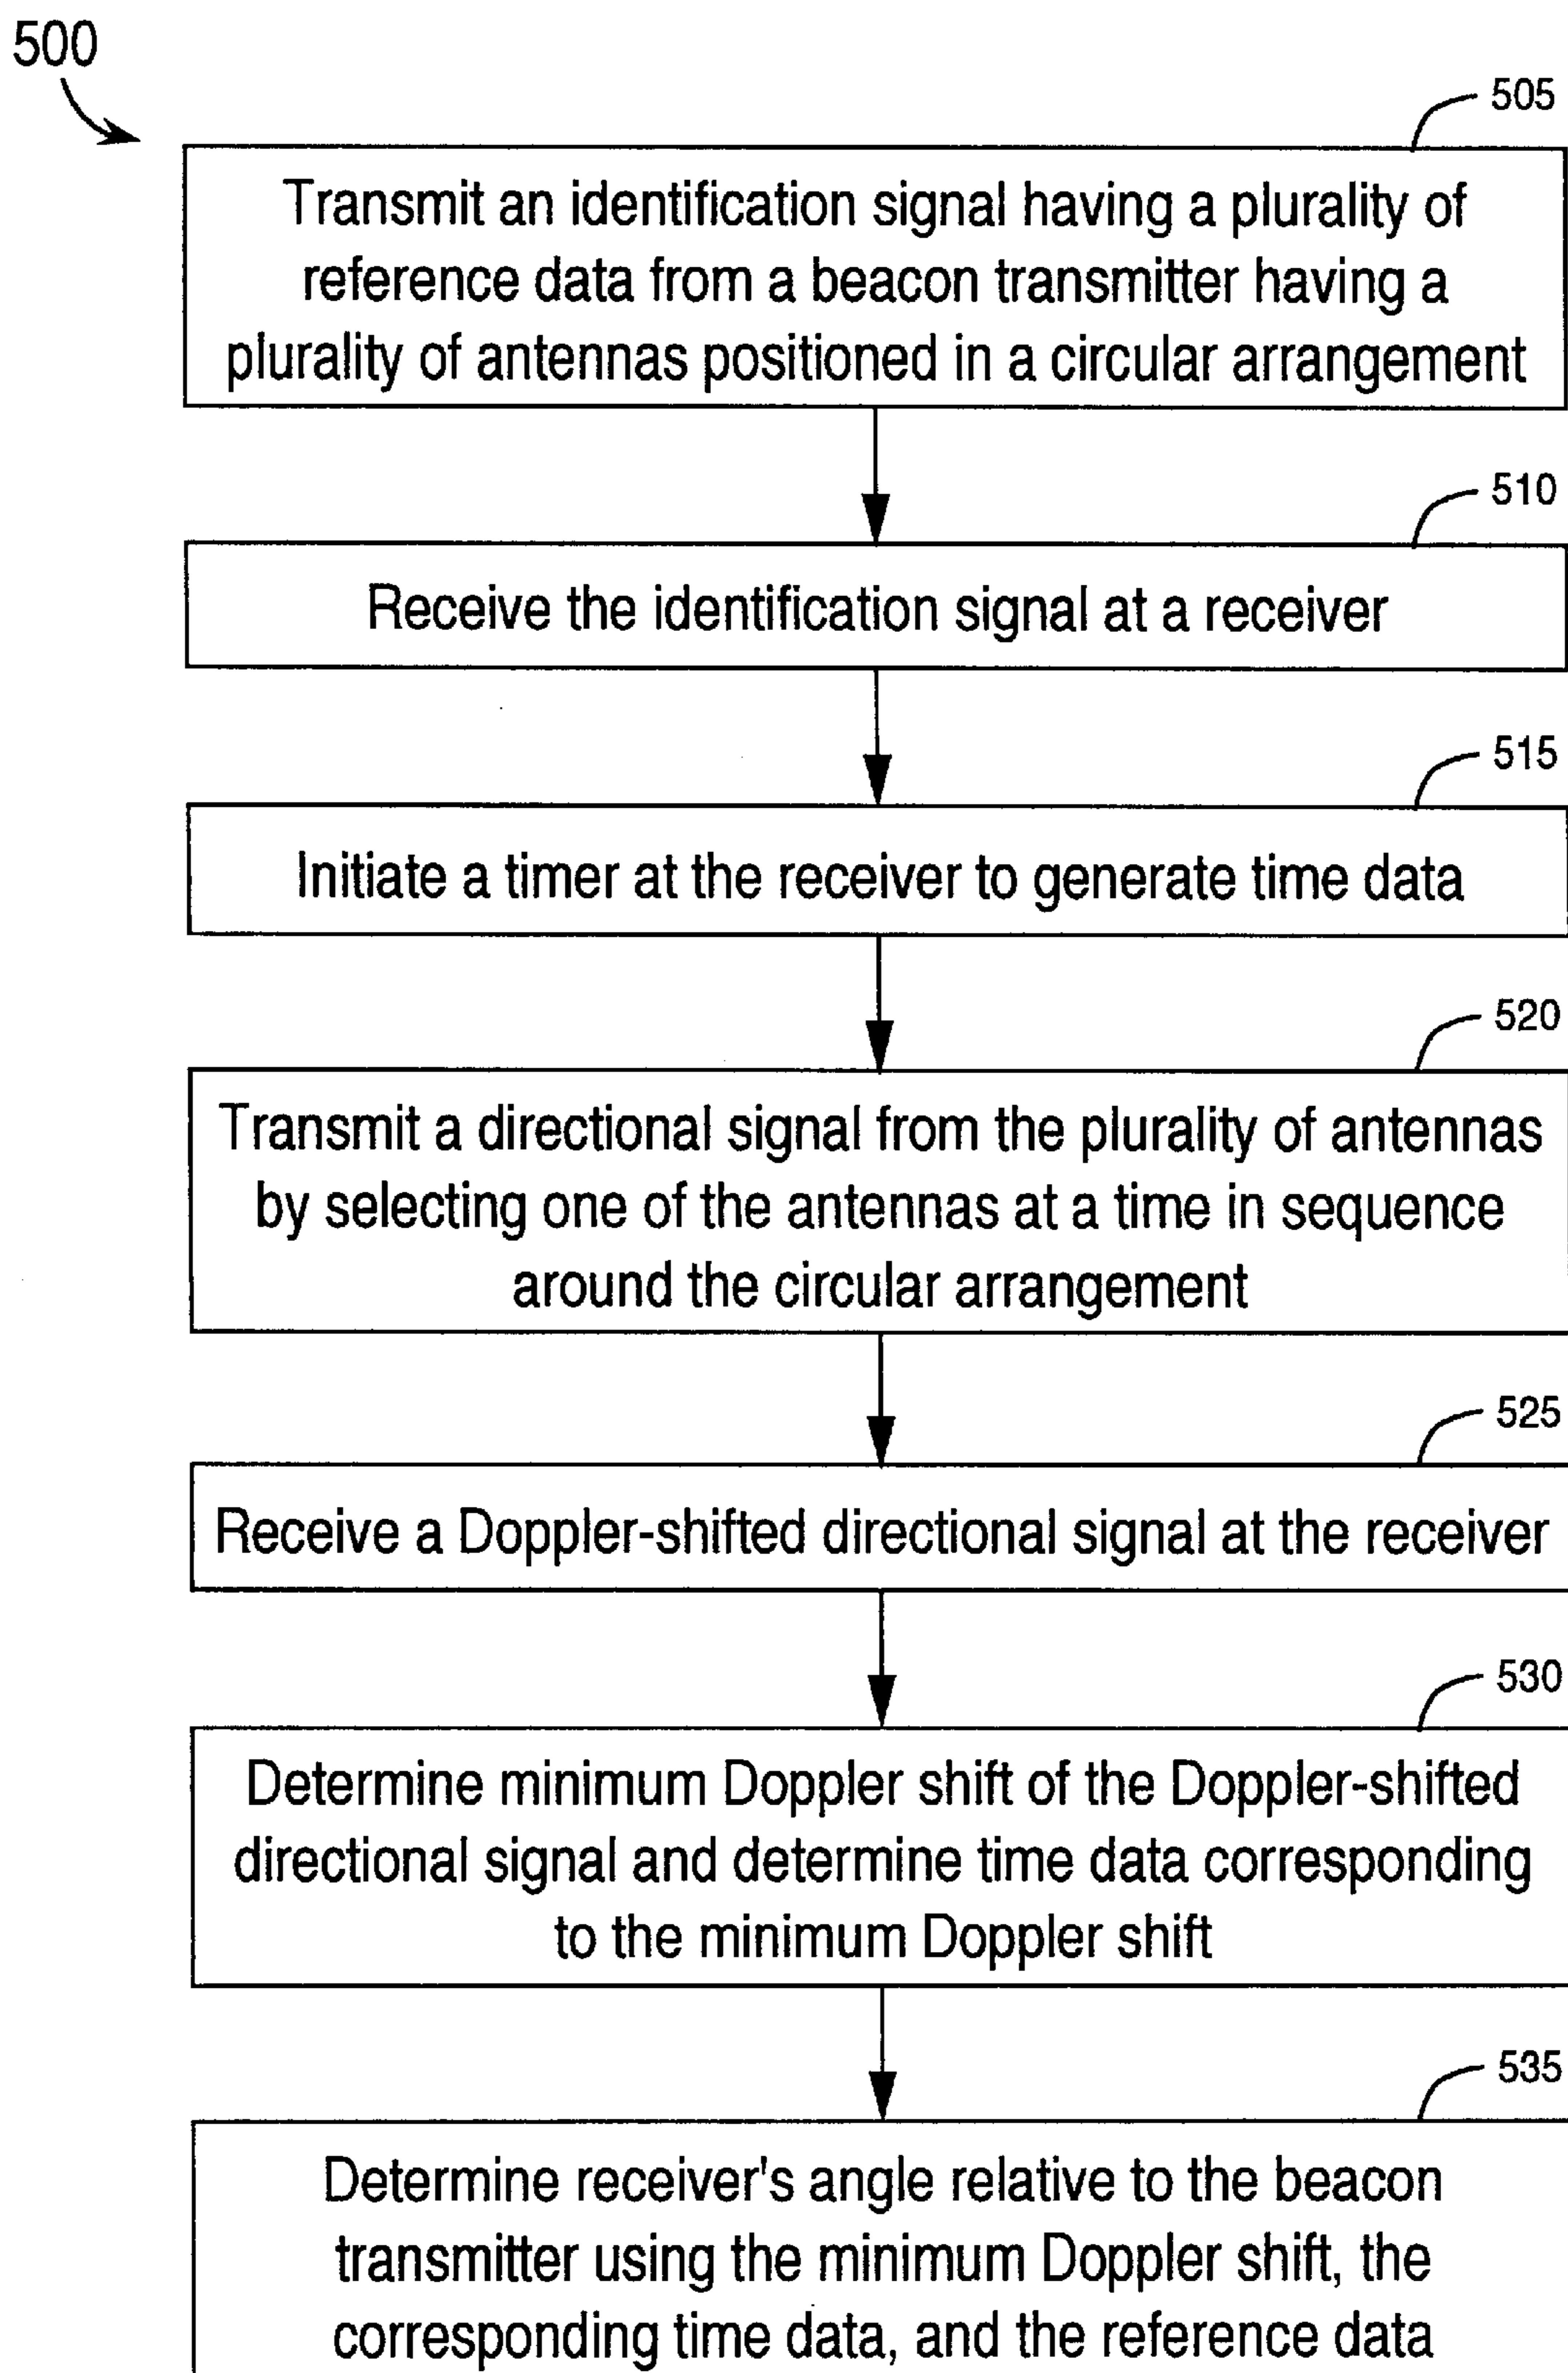 500
505
Transmit an identification signal having a plurality of
reference data from a beacon transmitter having a
plurality of antennas positioned in a circular arrangement
510
Receive the identification signal at a receiver
515
Initiate a timer at the receiver to generate time data
520
Transmit a directional signal from the plurality of antennas
by selecting one of the antennas at a time in sequence
around the circular arrangement
525
Receive a Doppler-shifted directional signal at the receiver
530
Determine minimum Doppler shift of the Doppler-shifted
directional signal and determine time data corresponding
to the minimum Doppler shift
535
Determine receiver's angle relative to the beacon
transmitter using the minimum Doppler shift, the
corresponding time data, and the reference data